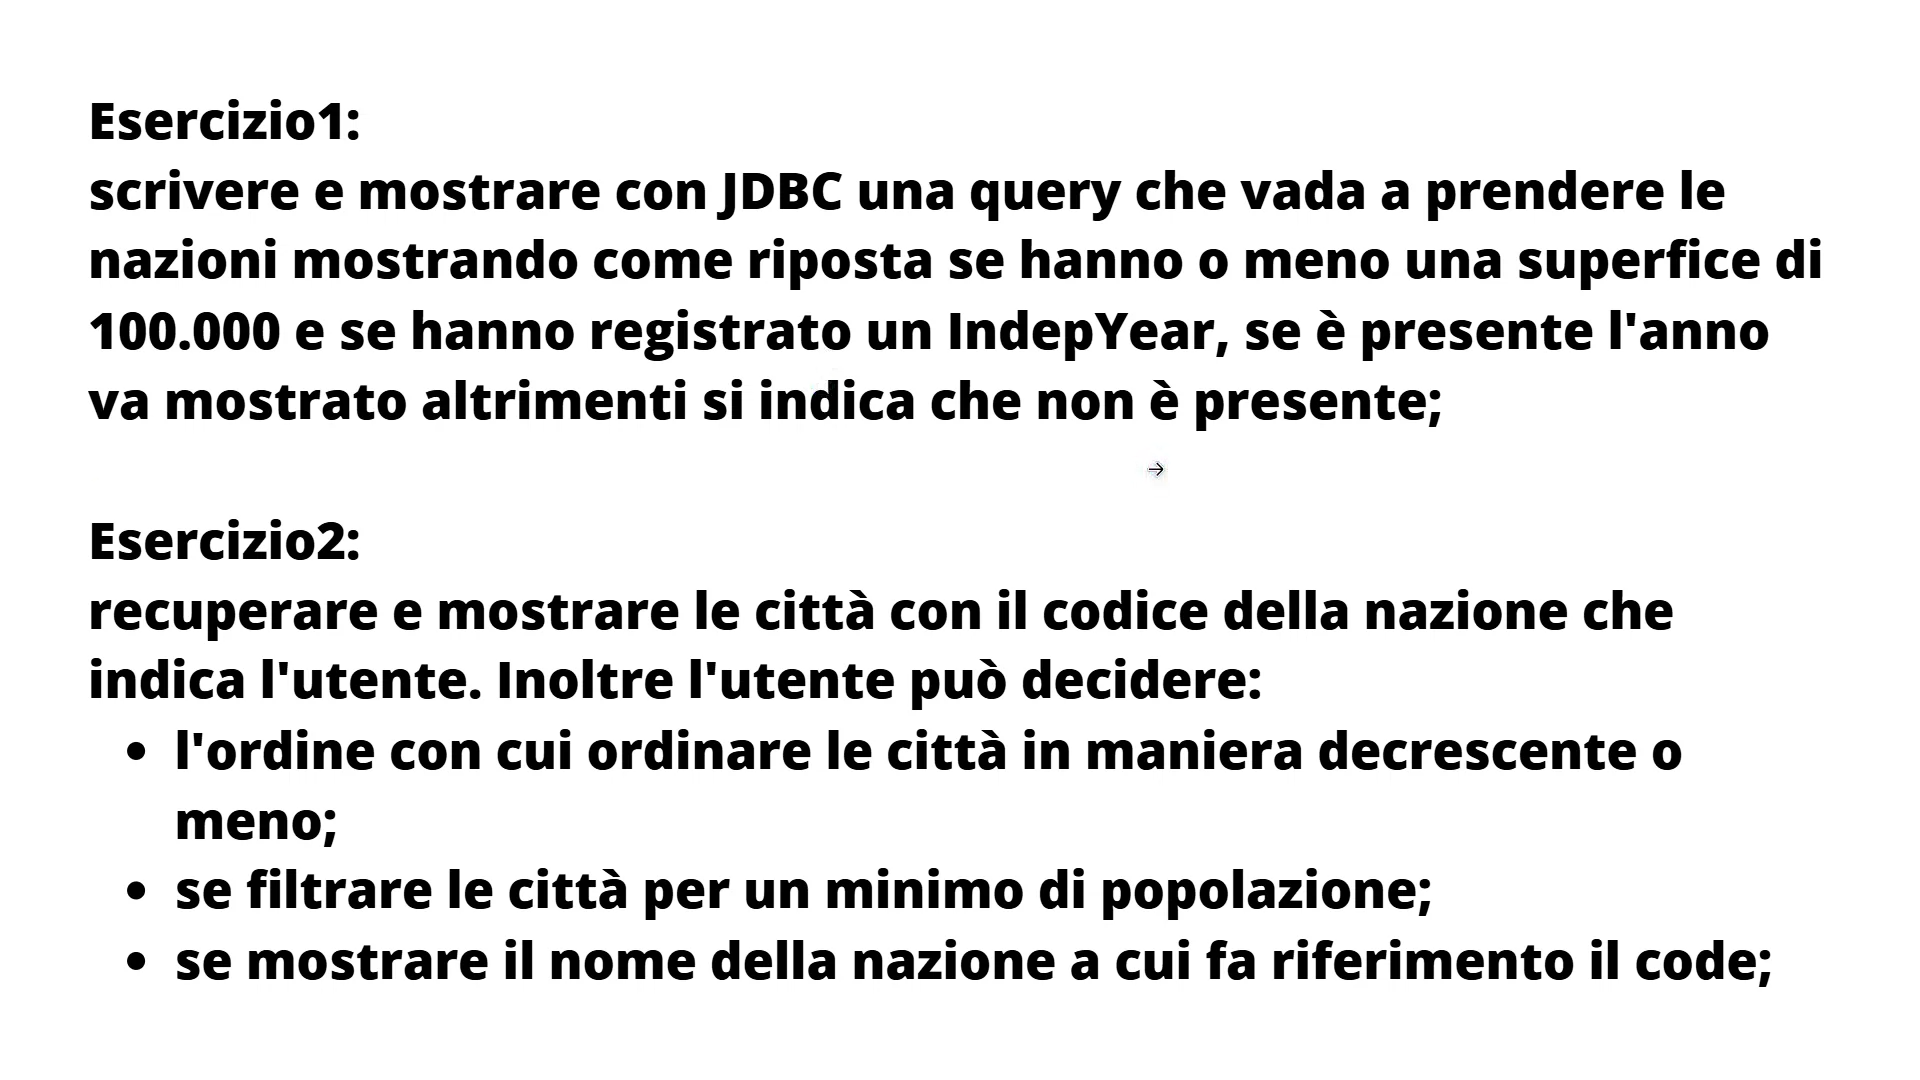 Esercizio1:
scrivere e mostrare con JDBC una query che vada a prendere le
nazioni mostrando come riposta se hanno o meno una superfice di
100.000 e se hanno registrato un IndepYear, se è presente l'anno
va mostrato altrimenti si indica che non è presente;
Esercizio2:
recuperare e mostrare le città con il codice della nazione che
indica l'utente. Inoltre l'utente può decidere:
• l'ordine con cui ordinare le città in maniera decrescente o
meno;
• se filtrare le città per un minimo di popolazione;
• se mostrare il nome della nazione a cui fa riferimento il code;